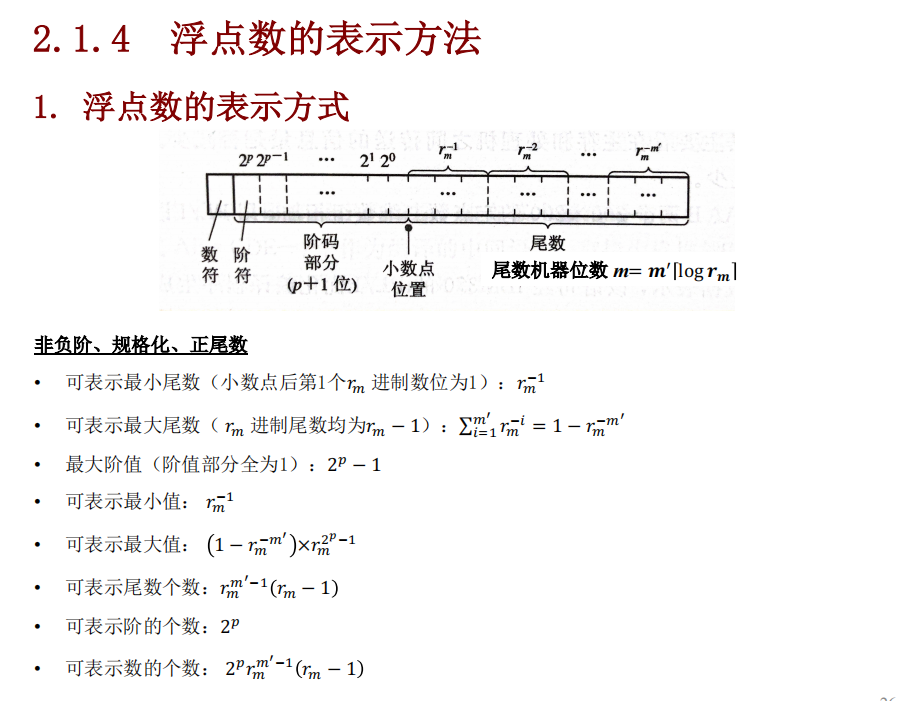 2.1.4 浮点数的表示方法
1. 浮点数的表示方式
2^p 2^{p-1} ⋯ 2^1 2^0 r_m^{-1} r_m^{-2} ⋯ r_m^{-m'}
⋯ ⋯ ⋯ ⋯ ⋯
数符 阶符 阶码部分 (p+1 位) 小数点位置 尾数
尾数机器位数 m= m'⌈log r_m⌉
非负阶、规格化、正尾数
• 可表示最小尾数（小数点后第1个r_m 进制数位为1）: r_m^{-1}
• 可表示最大尾数（ r_m 进制尾数均为r_m − 1）: ∑_{i=1}^{m'} r_m^{-i} = 1 − r_m^{-m'}
• 最大阶值（阶值部分全为1）: 2^p − 1
• 可表示最小值: r_m^{-1}
• 可表示最大值: (1 − r_m^{-m'})×r_m^{2^p−1}
• 可表示尾数个数: r_m^{m'−1}(r_m − 1)
• 可表示阶的个数: 2^p
• 可表示数的个数: 2^p r_m^{m'−1}(r_m − 1)